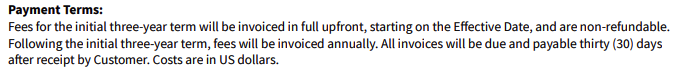 Payment Terms:
Fees for the initial three-year term will be invoiced in full upfront, starting on the Effective Date, and are non-refundable.
Following the initial three-year term, fees will be invoiced annually. All invoices will be due and payable thirty (30) days
after receipt by Customer. Costs are in US dollars.